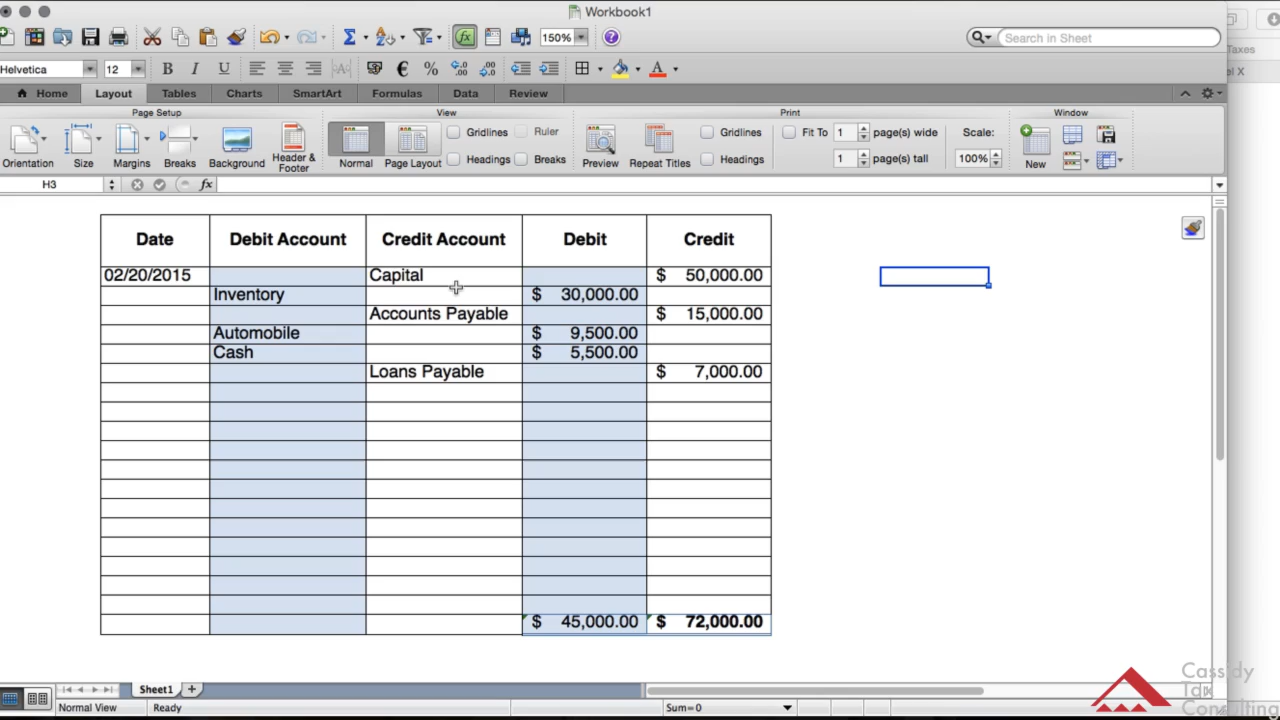 Workbook1
150%
Search in Sheet
Taxes
Helvetica 12 B I U
el X
Home Layout Tables Charts SmartArt Formulas Data Review
Page Setup View Print Window
Orientation Size Margins Breaks Background Header & Footer Normal Page Layout Gridlines Ruler Headings Breaks Preview Repeat Titles Gridlines Headings Fit To 1 page(s) wide 1 page(s) tall Scale: 100% New
H3 fx
Date Debit Account Credit Account Debit Credit
02/20/2015 Capital $ 50,000.00
Inventory $ 30,000.00
Accounts Payable $ 15,000.00
Automobile $ 9,500.00
Cash $ 5,500.00
Loans Payable $ 7,000.00
$ 45,000.00 $ 72,000.00
Sheet1
Normal View Ready Sum=0
Cassidy
Tax
Consulting